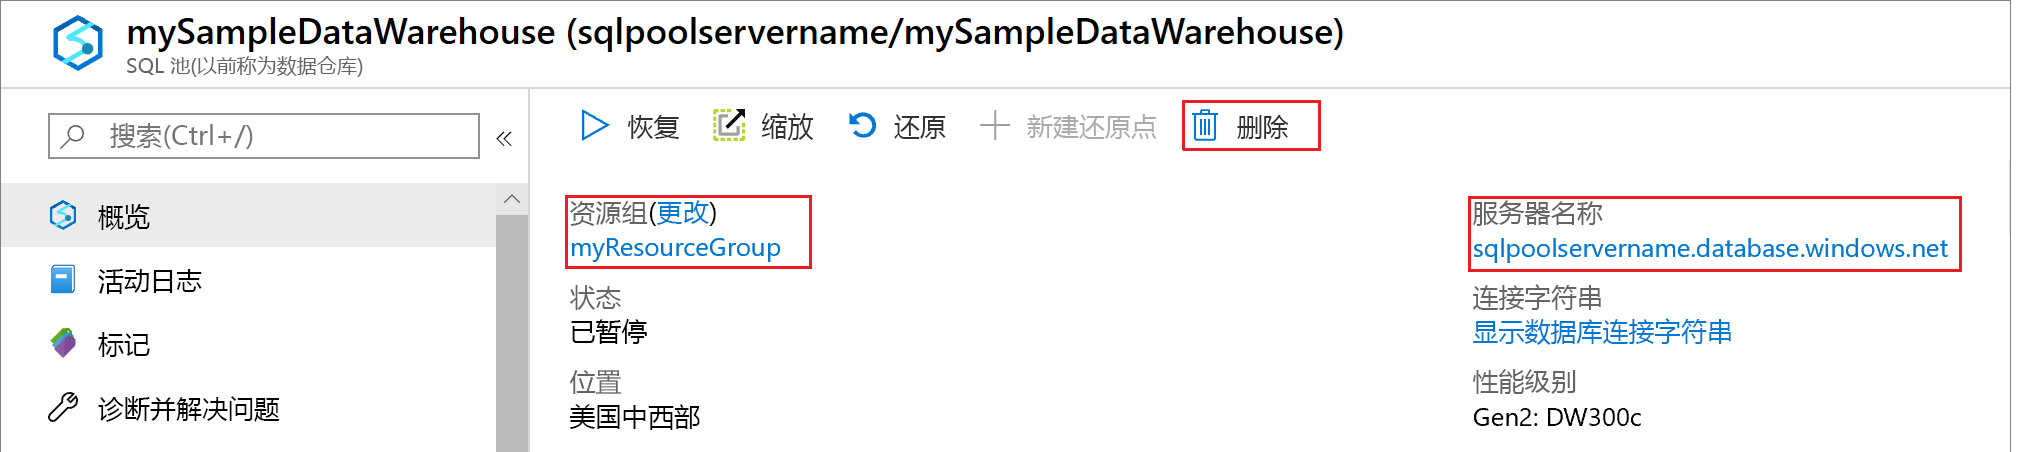 mySampleDataWarehouse (sqlpoolservername/mySampleDataWarehouse)
SQL 池(以前称为数据仓库)
搜索(Ctrl+/)
«
恢复 缩放 还原 新建还原点 删除
概览
活动日志
标记
诊断并解决问题
资源组(更改)
myResourceGroup
状态
已暂停
位置
美国中西部
服务器名称
sqlpoolservername.database.windows.net
连接字符串
显示数据库连接字符串
性能级别
Gen2: DW300c